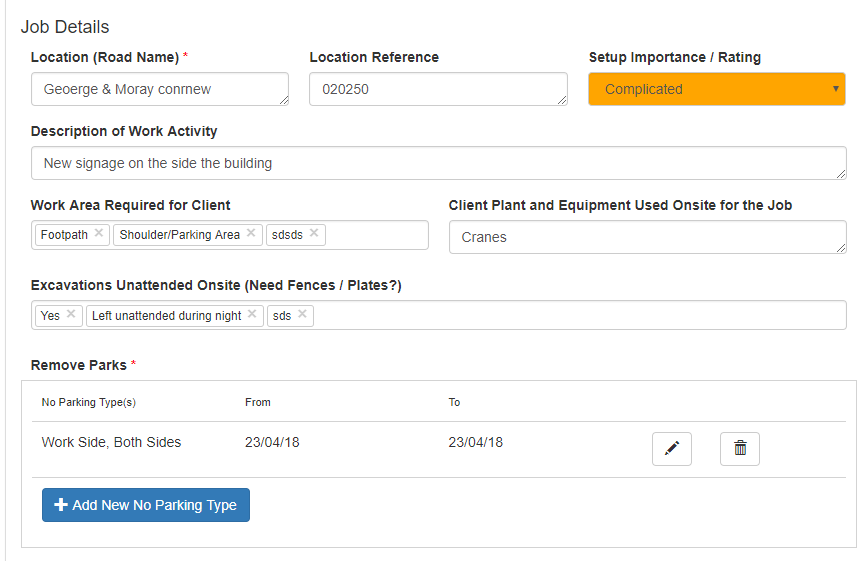 Job Details
Location (Road Name) * Location Reference Setup Importance / Rating
Geoerge & Moray conrnew 020250 Complicated
Description of Work Activity
New signage on the side the building
Work Area Required for Client Client Plant and Equipment Used Onsite for the Job
Footpath × Shoulder/Parking Area × sdsds × Cranes
Excavations Unattended Onsite (Need Fences / Plates?)
Yes × Left unattended during night × sds ×
Remove Parks *
No Parking Type(s) From To
Work Side, Both Sides 23/04/18 23/04/18
+ Add New No Parking Type